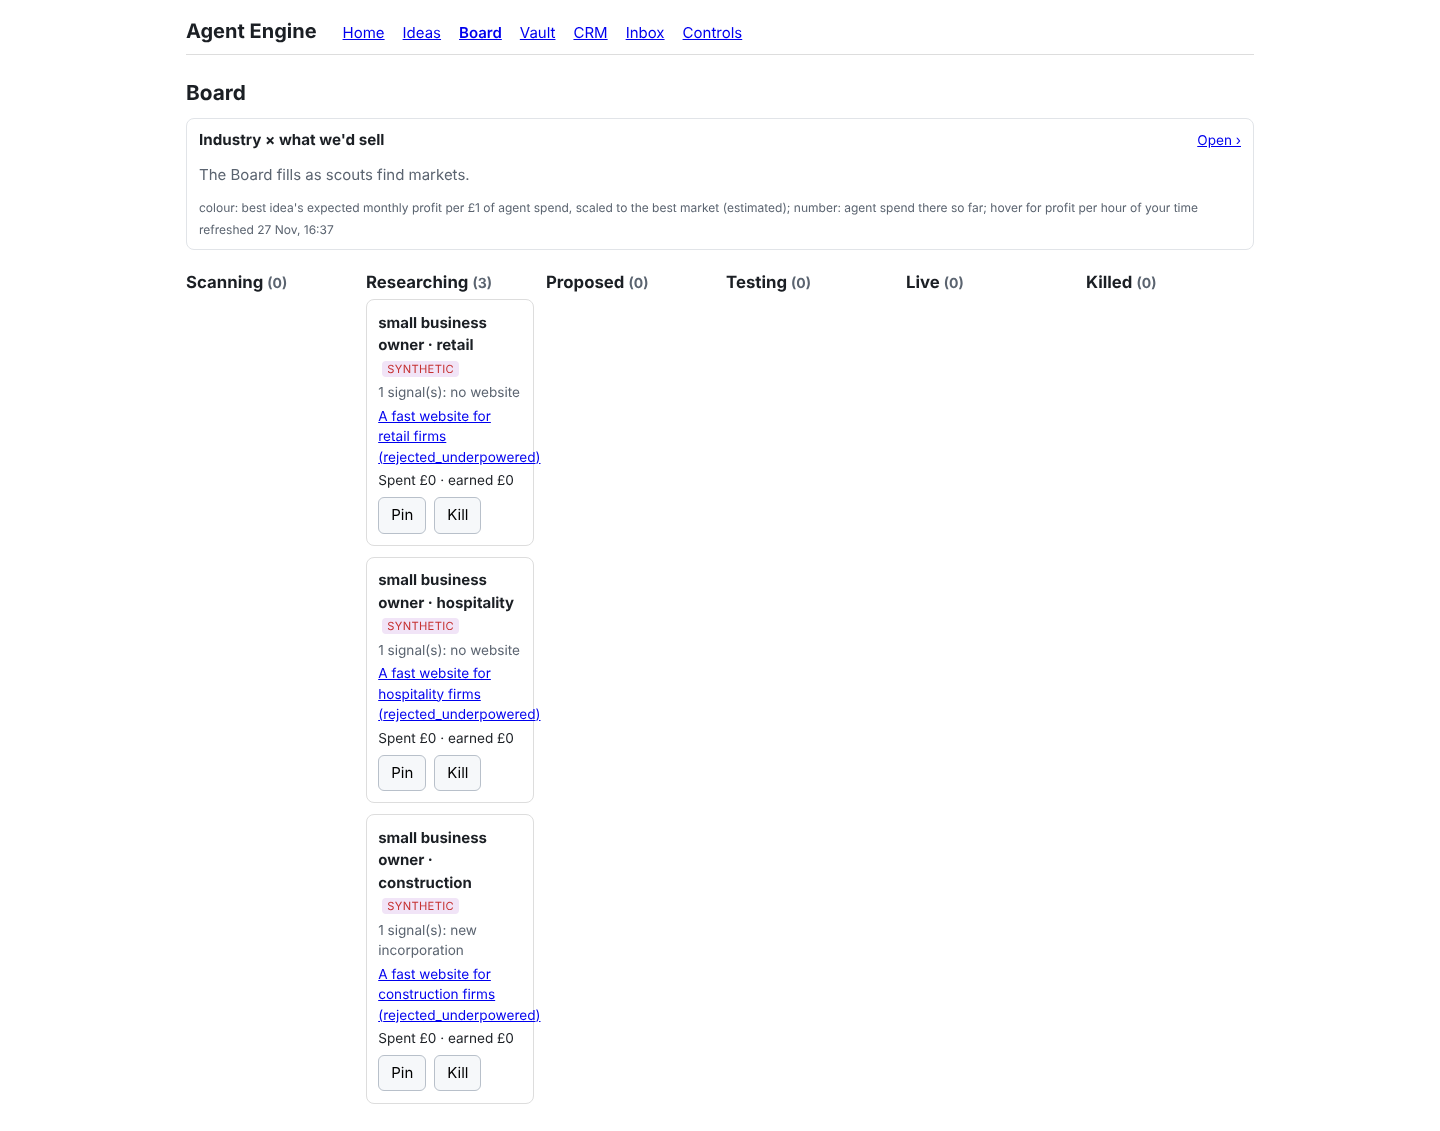 Agent Engine Home Ideas Board Vault CRM Inbox Controls
Board
Industry × what we'd sell Open ›
The Board fills as scouts find markets.
colour: best idea's expected monthly profit per £1 of agent spend, scaled to the best market (estimated); number: agent spend there so far; hover for profit per hour of your time
refreshed 27 Nov, 16:37
Scanning (0) Researching (3) Proposed (0) Testing (0) Live (0) Killed (0)
small business
owner · retail
SYNTHETIC
1 signal(s): no website
A fast website for
retail firms
(rejected_underpowered)
Spent £0 · earned £0
Pin Kill
small business
owner · hospitality
SYNTHETIC
1 signal(s): no website
A fast website for
hospitality firms
(rejected_underpowered)
Spent £0 · earned £0
Pin Kill
small business
owner ·
construction
SYNTHETIC
1 signal(s): new
incorporation
A fast website for
construction firms
(rejected_underpowered)
Spent £0 · earned £0
Pin Kill